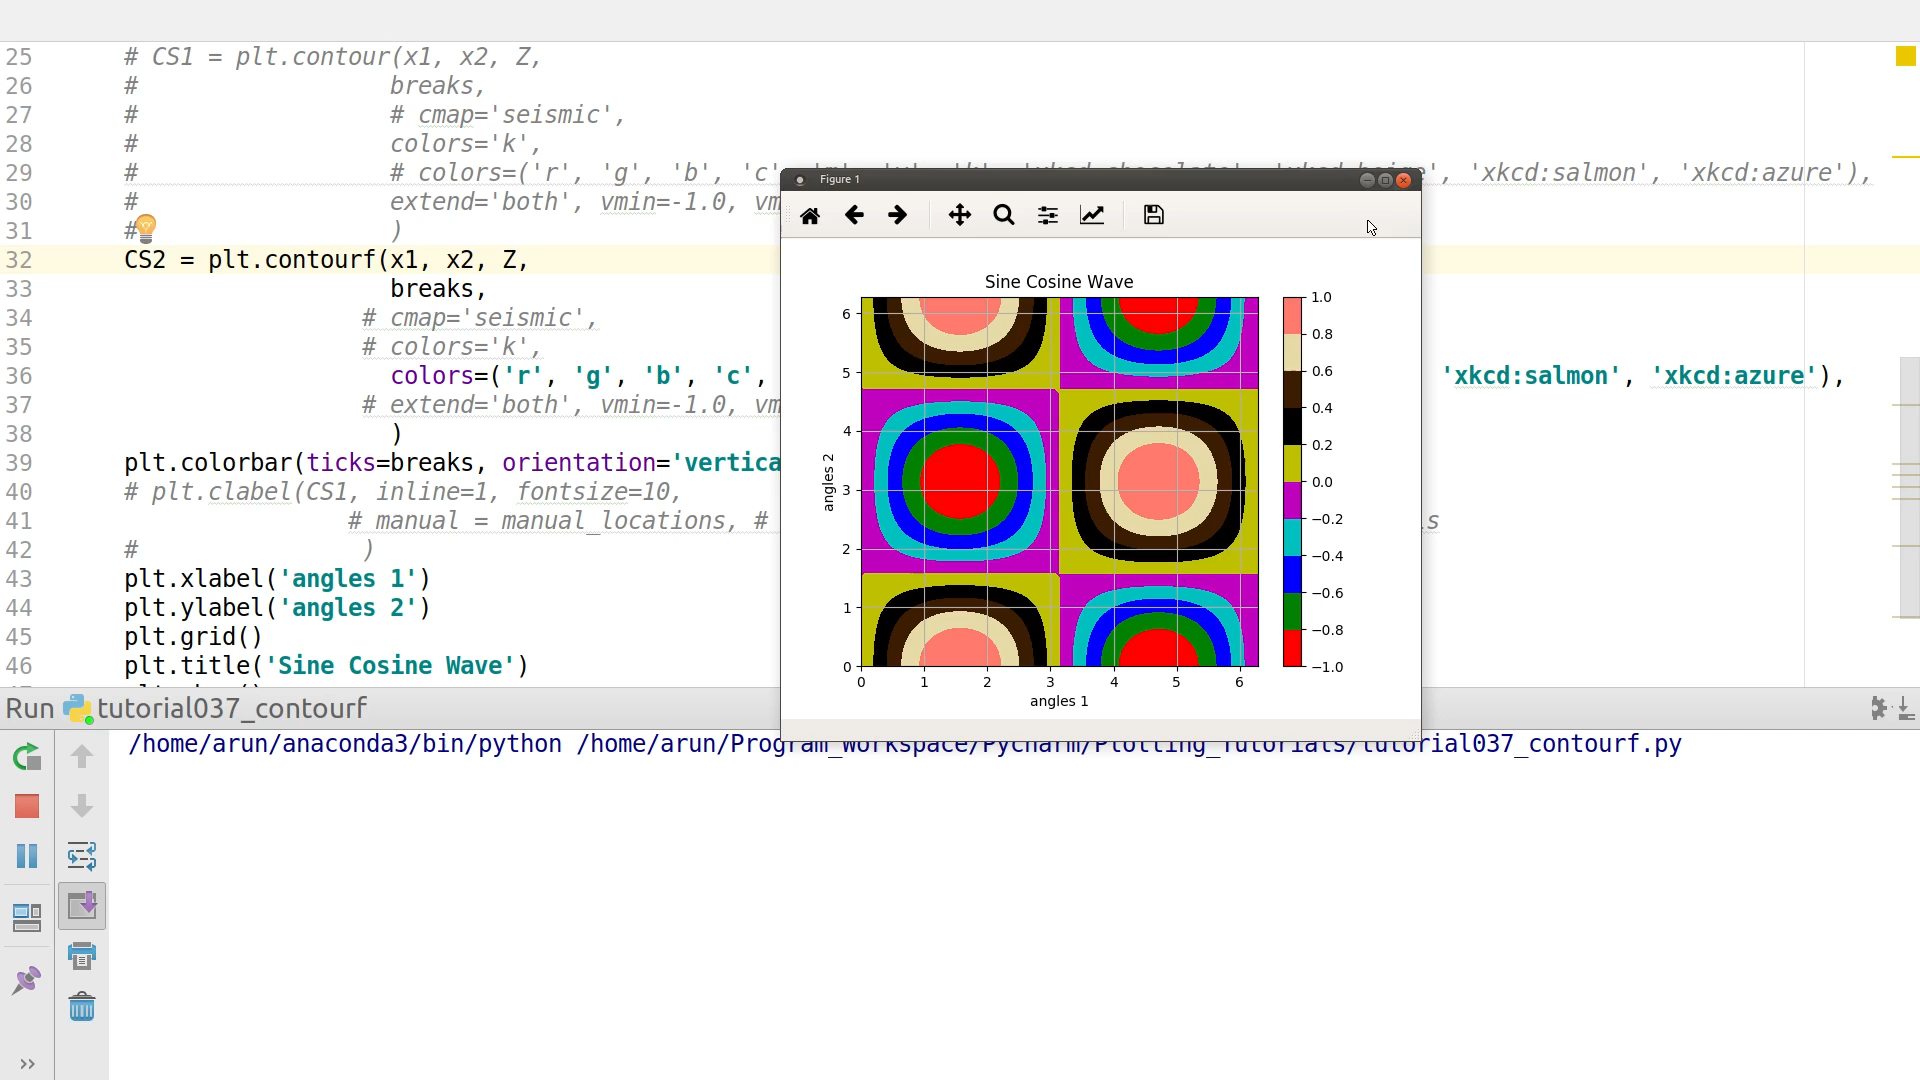 25 # CS1 = plt.contour(x1, x2, Z,
26 # breaks,
27 # # cmap='seismic',
28 # colors='k',
29 # # colors=('r', 'g', 'b', 'c' 'xkcd:salmon', 'xkcd:azure'),
30 # extend='both', vmin=-1.0, vm
31 # )
32 CS2 = plt.contourf(x1, x2, Z,
33 breaks,
34 # cmap='seismic',
35 # colors='k',
36 colors=('r', 'g', 'b', 'c', 'xkcd:salmon', 'xkcd:azure'),
37 # extend='both', vmin=-1.0, vm
38 )
39 plt.colorbar(ticks=breaks, orientation='vertica
40 # plt.clabel(CS1, inline=1, fontsize=10,
41 # manual = manual_locations, # s
42 # )
43 plt.xlabel('angles 1')
44 plt.ylabel('angles 2')
45 plt.grid()
46 plt.title('Sine Cosine Wave')
Figure 1
Sine Cosine Wave
6
5
4
3
2
1
0
angles 2
0 1 2 3 4 5 6
angles 1
1.0
0.8
0.6
0.4
0.2
0.0
−0.2
−0.4
−0.6
−0.8
−1.0
Run tutorial037_contourf
/home/arun/anaconda3/bin/python /home/arun/Program_Workspace/Pycharm/Plotting_Tutorials/tutorial037_contourf.py